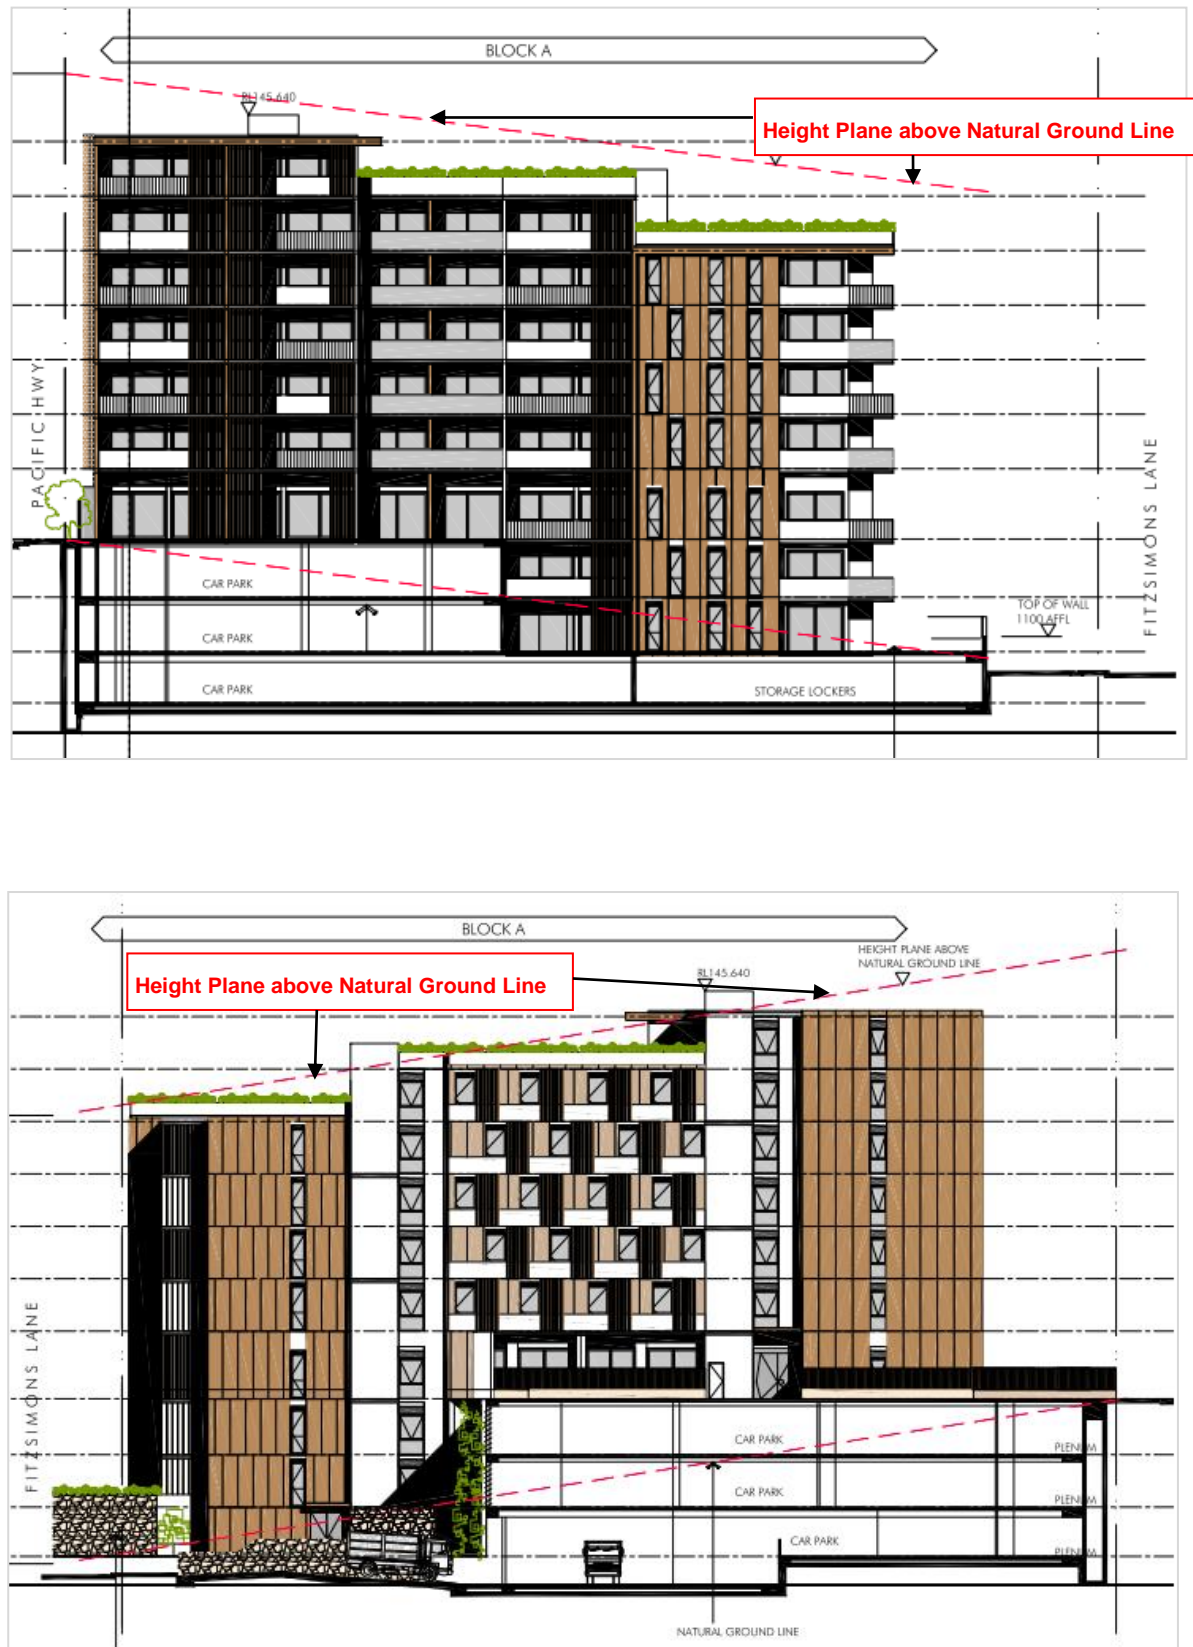 BLOCK A
RL145.640
Height Plane above Natural Ground Line
PACIFIC HWY
FITZSIMONS LANE
CAR PARK
CAR PARK
CAR PARK
STORAGE LOCKERS
TOP OF WALL
1100 AFFL
BLOCK A
HEIGHT PLANE ABOVE
NATURAL GROUND LINE
Height Plane above Natural Ground Line
RL145.640
FITZSIMONS LANE
CAR PARK
PLENUM
CAR PARK
PLENUM
CAR PARK
PLENUM
NATURAL GROUND LINE